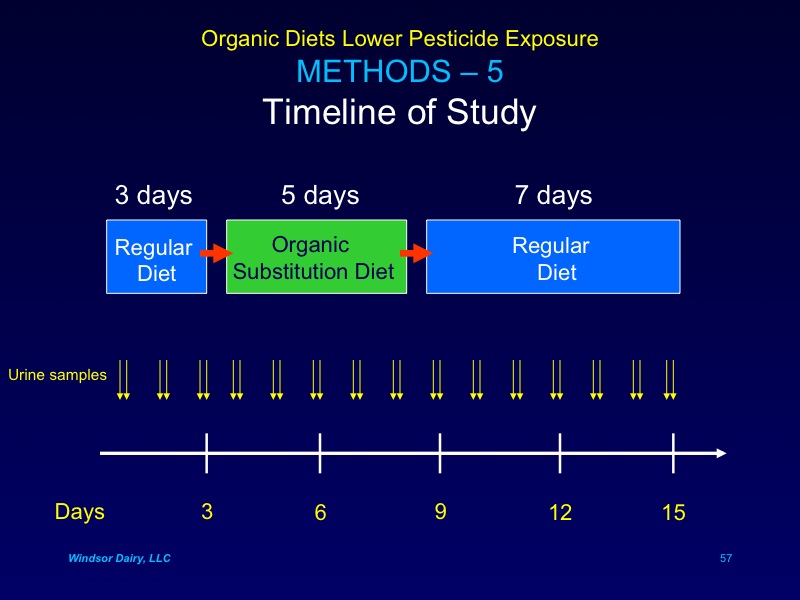 Organic Diets Lower Pesticide Exposure
METHODS – 5
Timeline of Study
3 days 5 days 7 days
Regular
Diet
Organic
Substitution Diet
Regular
Diet
Urine samples
Days 3 6 9 12 15
Windsor Dairy, LLC 57